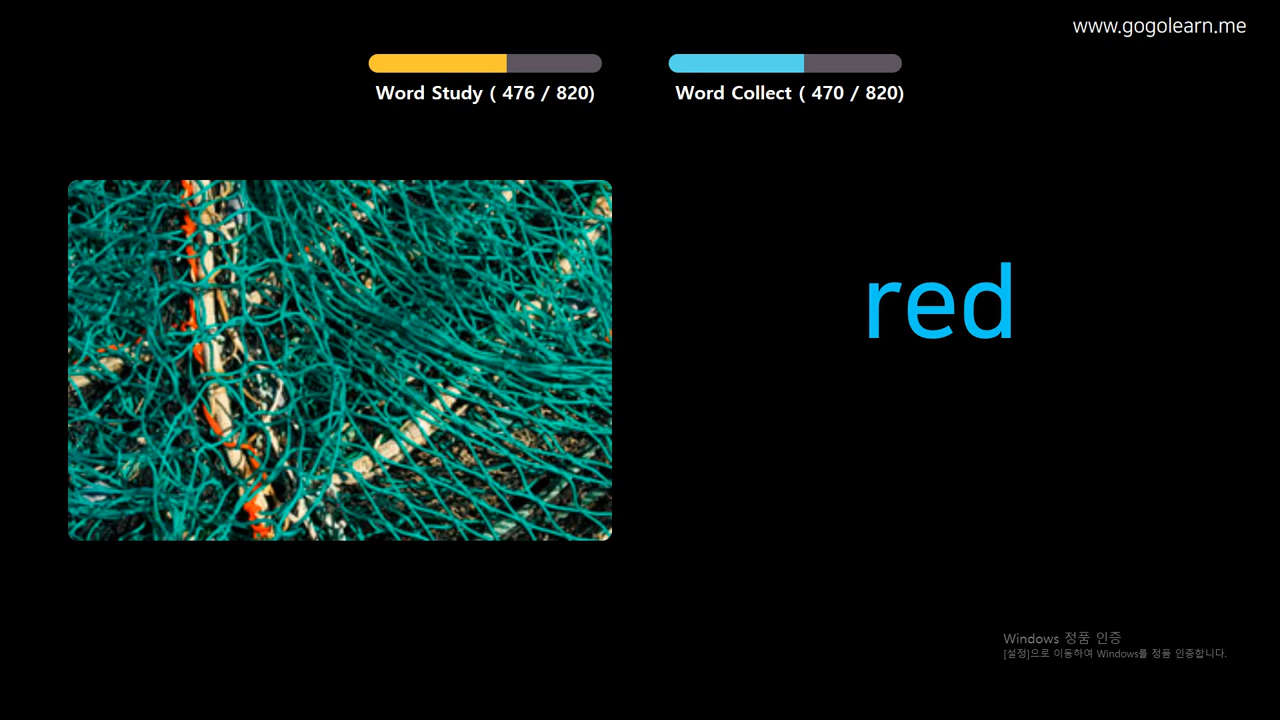 www.gogolearn.me
Word Study ( 476 / 820)
Word Collect ( 470 / 820)
red
Windows 정품 인증
[설정]으로 이동하여 Windows를 정품 인증합니다.